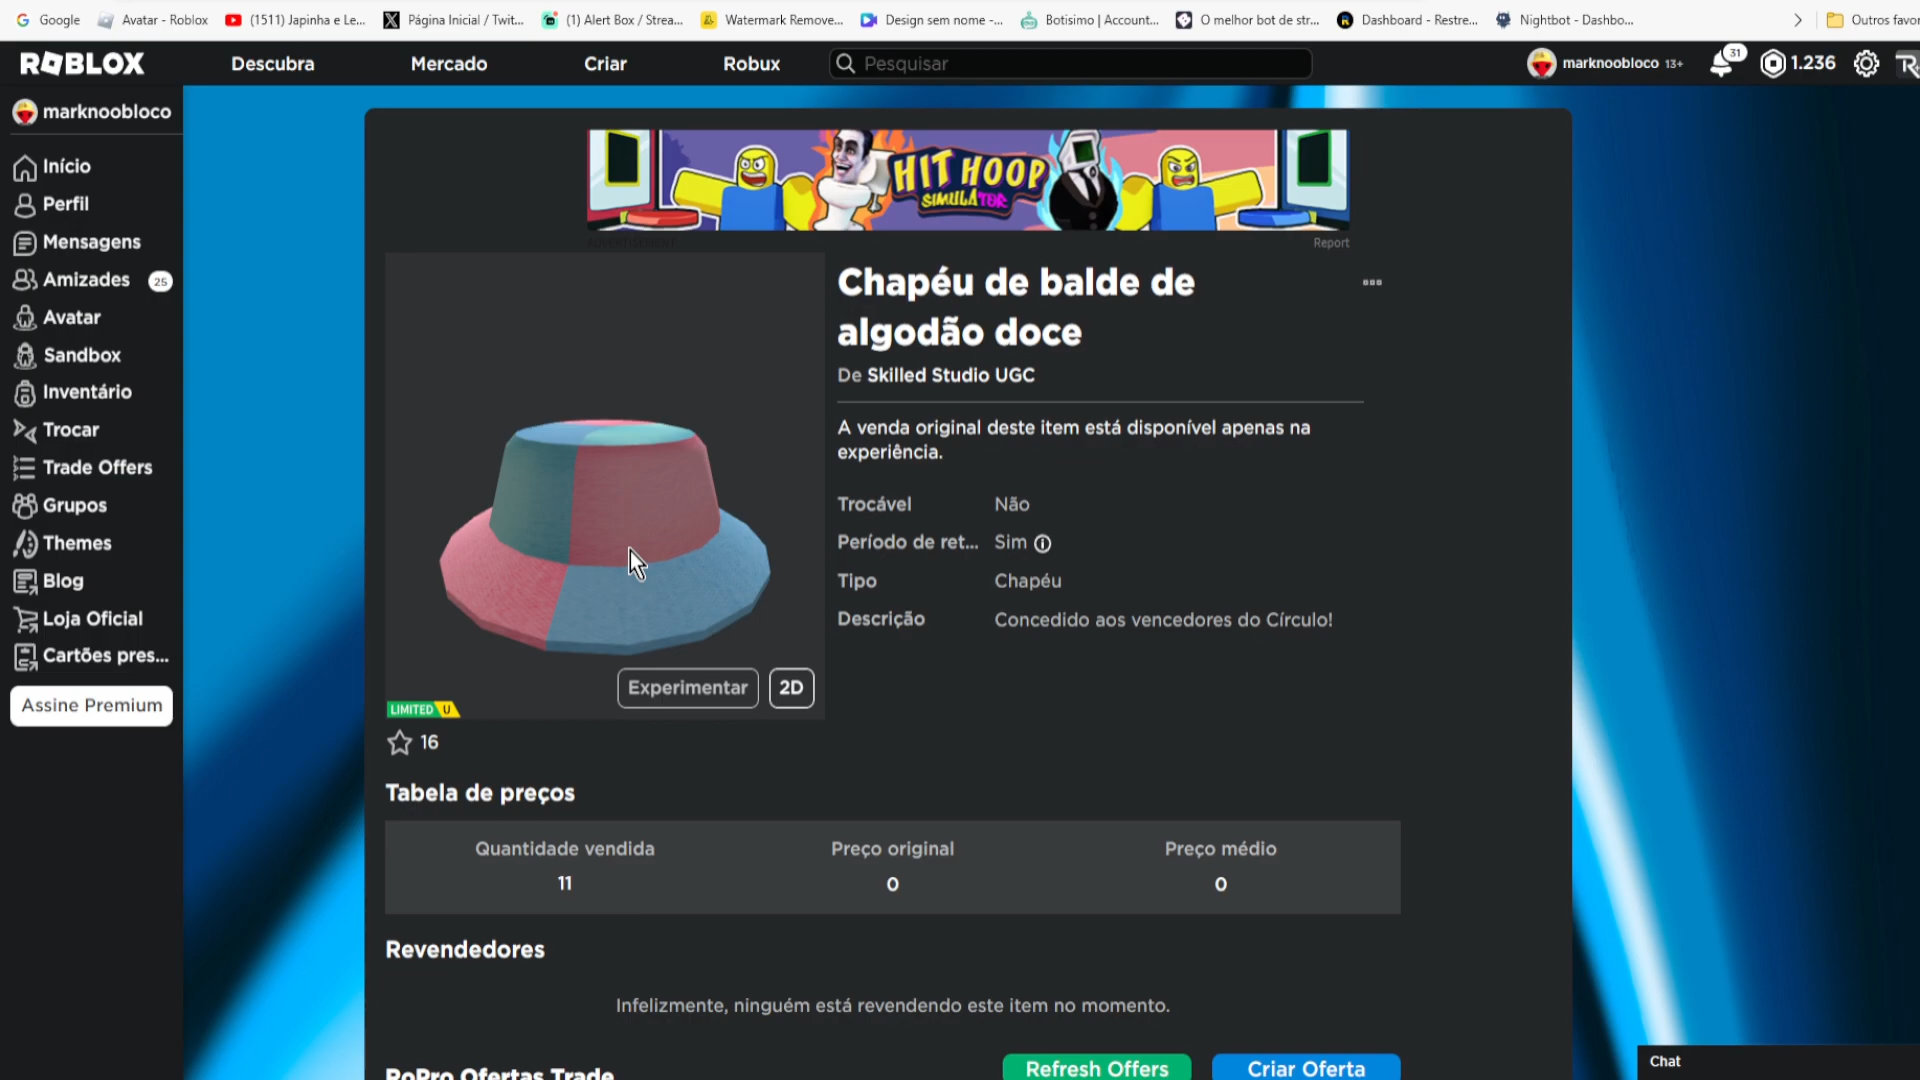 Google
Avatar - Roblox
(1511) Japinha e Le...
Página Inicial / Twit...
(1) Alert Box / Strea...
Watermark Remove...
Design sem nome -...
Botisimo | Account...
O melhor bot de str...
Dashboard - Restre...
Nightbot - Dashbo...
Outros favor
ROBLOX
Descubra
Mercado
Criar
Robux
Pesquisar
marknoobloco 13+
31
1.236
marknoobloco
Início
Perfil
Mensagens
Amizades 25
Avatar
Sandbox
Inventário
Trocar
Trade Offers
Grupos
Themes
Blog
Loja Oficial
Cartões pres...
Assine Premium
HIT HOOP
SIMULATOR
ADVERTISEMENT
Report
Chapéu de balde de
algodão doce
De Skilled Studio UGC
A venda original deste item está disponível apenas na
experiência.
Trocável Não
Período de ret... Sim
Tipo Chapéu
Descrição Concedido aos vencedores do Círculo!
Experimentar
2D
LIMITED U
16
Tabela de preços
Quantidade vendida
11
Preço original
0
Preço médio
0
Revendedores
Infelizmente, ninguém está revendendo este item no momento.
RoPro Ofertas Trade
Refresh Offers
Criar Oferta
Chat